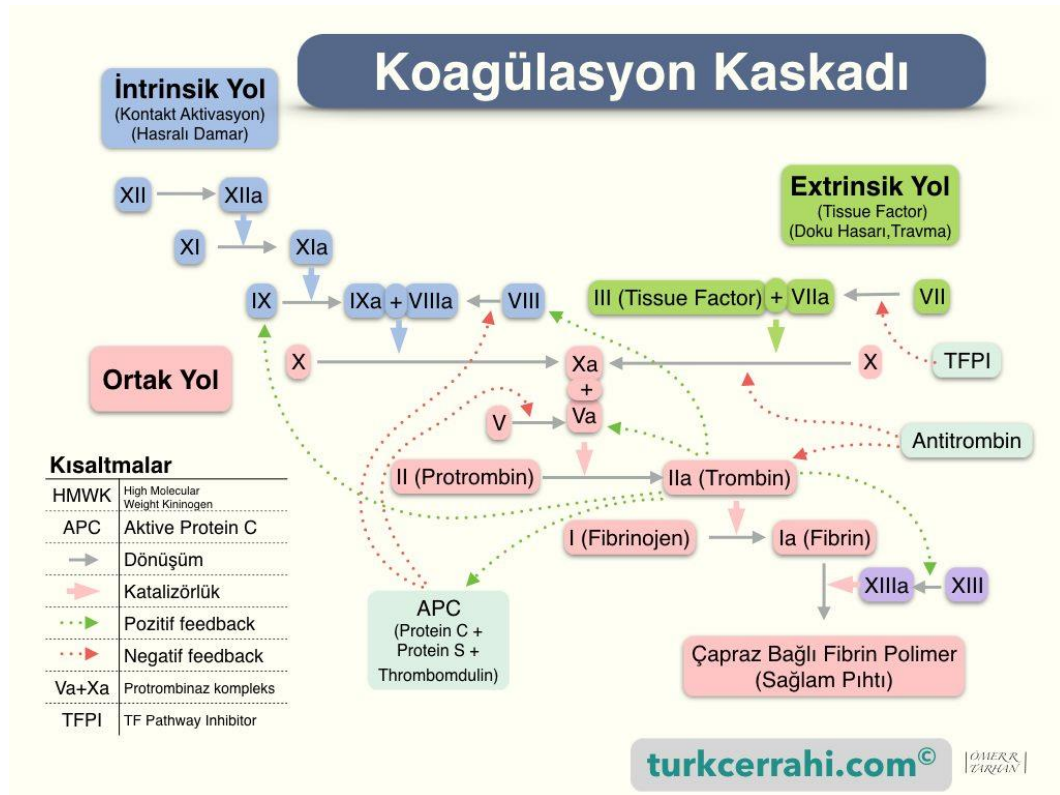 Koagülasyon Kaskadı
İntrinsik Yol
(Kontakt Aktivasyon)
(Hasralı Damar)
Extrinsik Yol
(Tissue Factor)
(Doku Hasarı,Travma)
XII
XIIa
XI
XIa
IX
IXa + VIIIa
VIII
III (Tissue Factor) + VIIa
VII
X
Xa
X
TFPI
Ortak Yol
+
V
Va
Antitrombin
II (Protrombin)
IIa (Trombin)
I (Fibrinojen)
Ia (Fibrin)
XIIIa
XIII
APC
(Protein C +
Protein S +
Thrombomdulin)
Çapraz Bağlı Fibrin Polimer
(Sağlam Pıhtı)
Kısaltmalar
HMWK High Molecular
Weight Kininogen
APC Aktive Protein C
Dönüşüm
Katalizörlük
Pozitif feedback
Negatif feedback
Va+Xa Protrombinaz kompleks
TFPI TF Pathway Inhibitor
turkcerrahi.com©
ÖMER R.
TARHAN